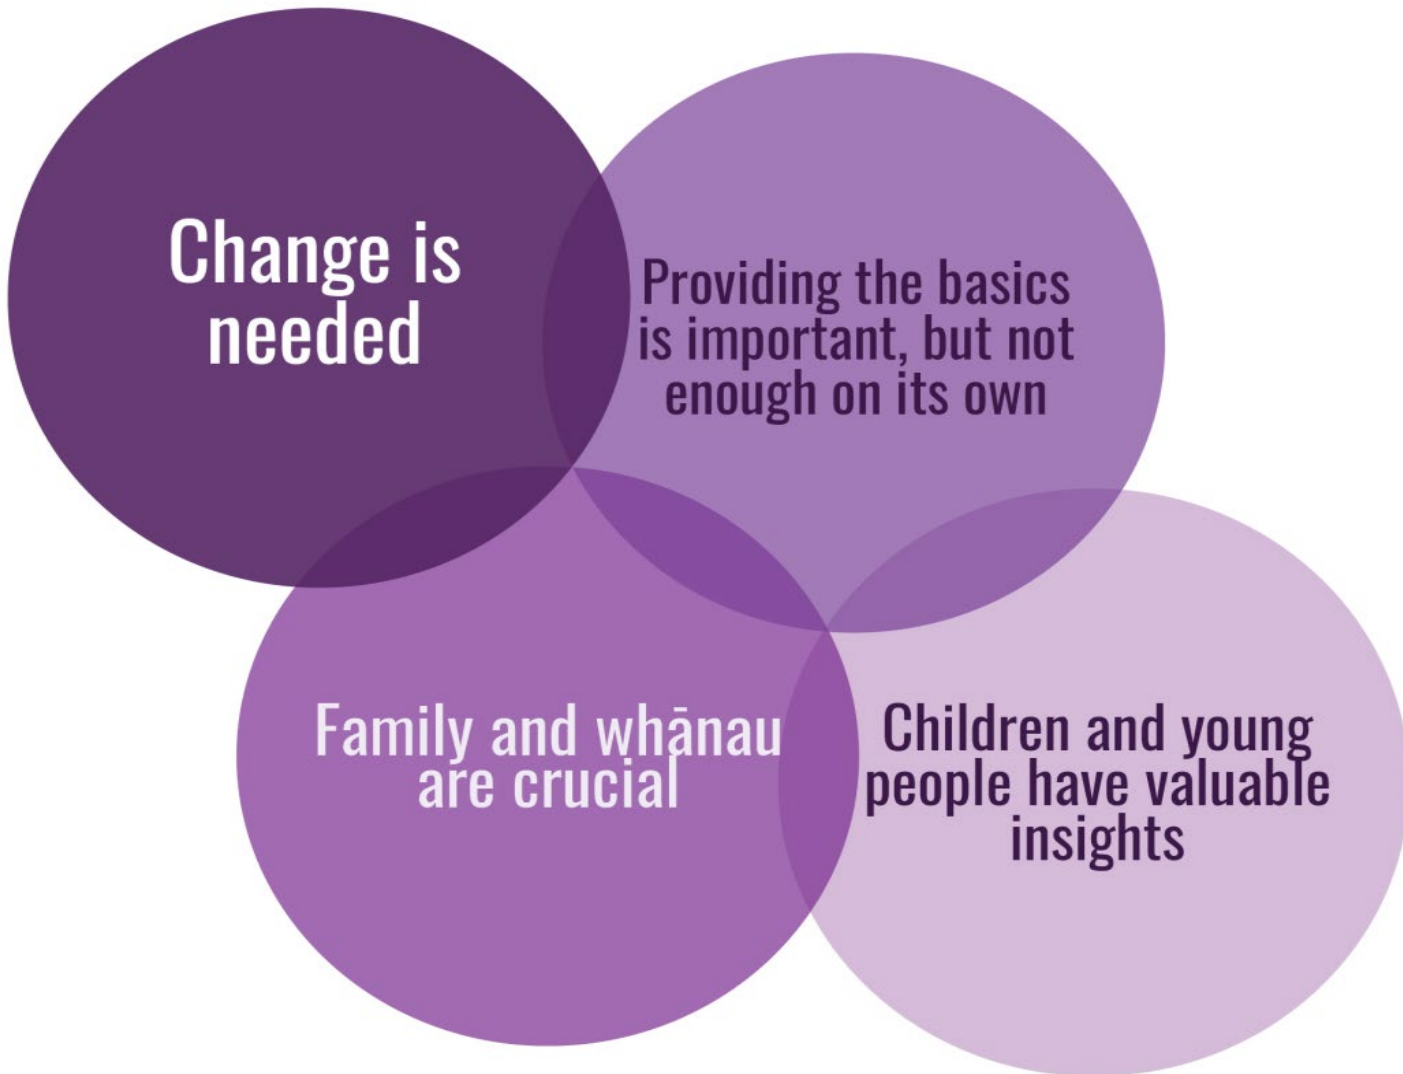 Change is
needed
Providing the basics
is important, but not
enough on its own
Family and whānau
are crucial
Children and young
people have valuable
insights